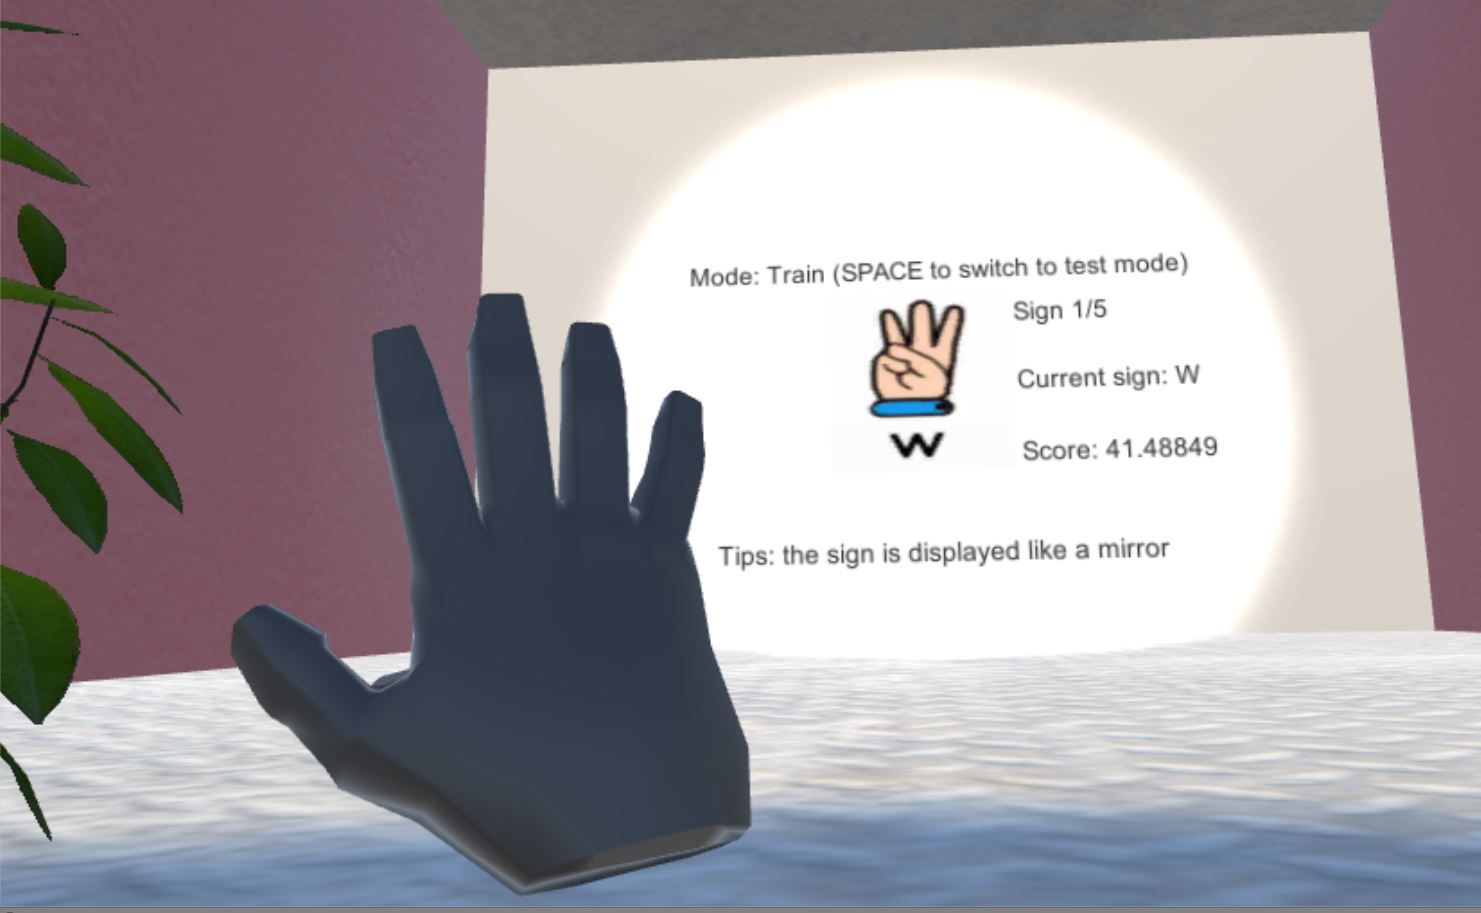 Mode: Train (SPACE to switch to test mode)
Sign 1/5
Current sign: W
W
Score: 41.48849
Tips: the sign is displayed like a mirror